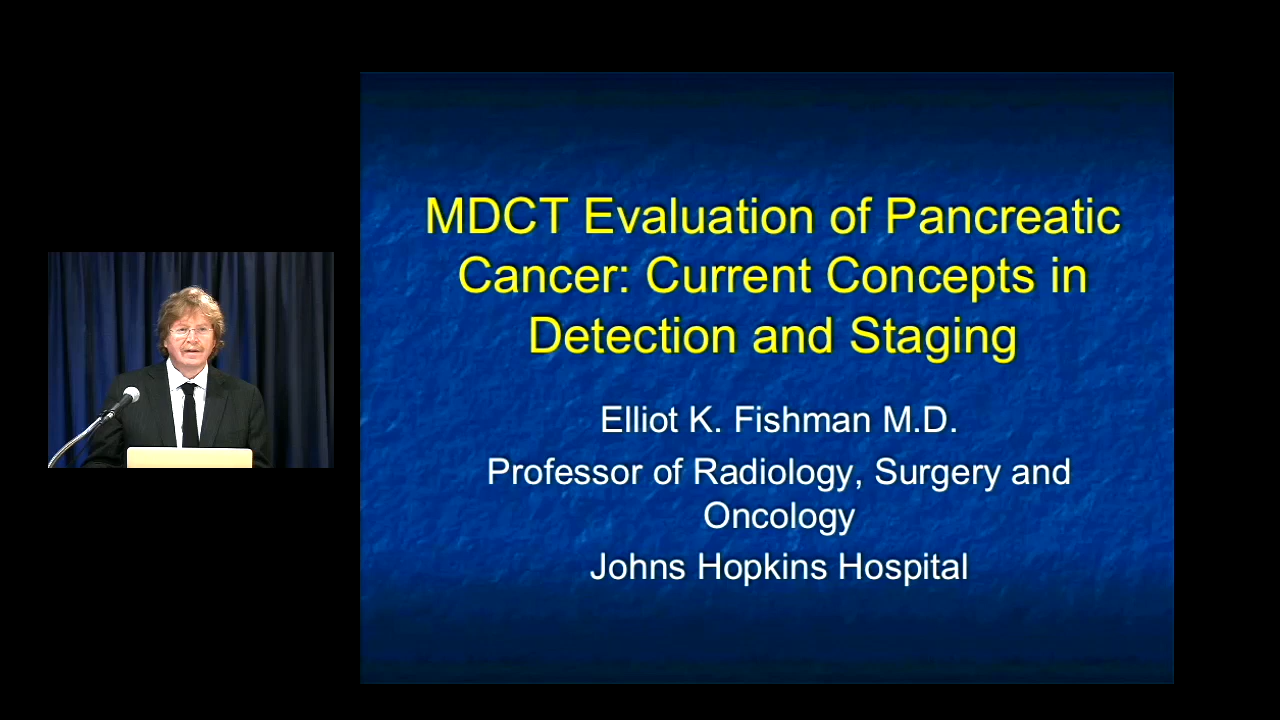 MDCT Evaluation of Pancreatic
Cancer: Current Concepts in
Detection and Staging
Elliot K. Fishman M.D.
Professor of Radiology, Surgery and
Oncology
Johns Hopkins Hospital